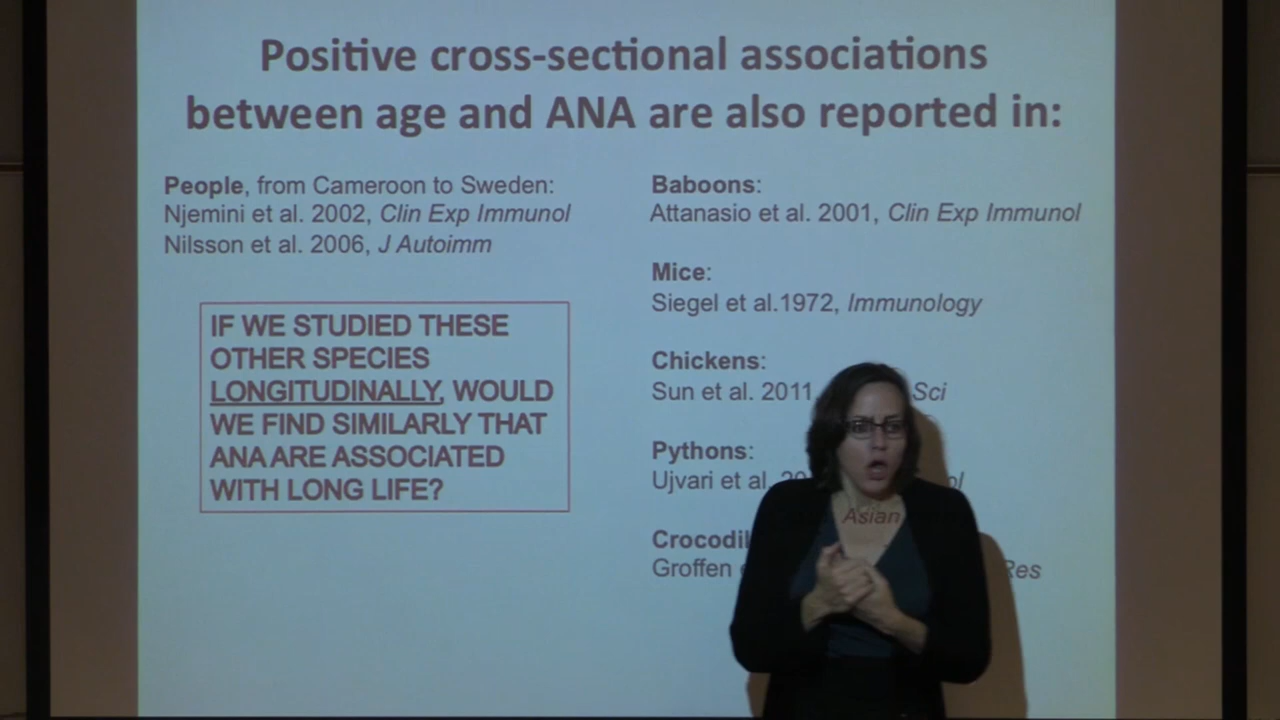 Positive cross-sectional associations
between age and ANA are also reported in:
People, from Cameroon to Sweden:
Njemini et al. 2002, Clin Exp Immunol
Nilsson et al. 2006, J Autoimm
IF WE STUDIED THESE
OTHER SPECIES
LONGITUDINALLY, WOULD
WE FIND SIMILARLY THAT
ANA ARE ASSOCIATED
WITH LONG LIFE?
Baboons:
Attanasio et al. 2001, Clin Exp Immunol
Mice:
Siegel et al.1972, Immunology
Chickens:
Sun et al. 2011 Sci
Pythons:
Ujvari et al.
Asian
Groffen Res